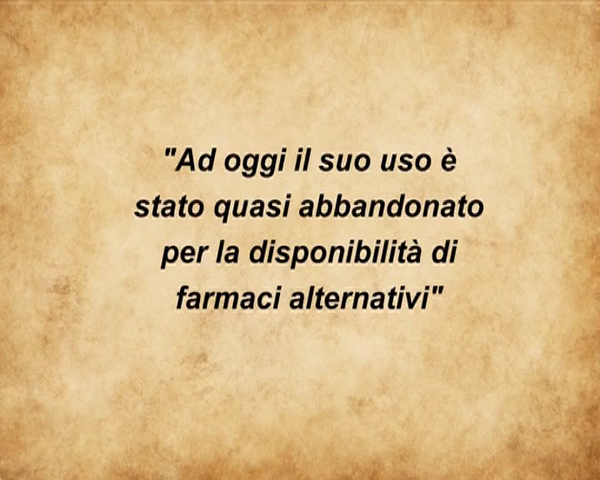 "Ad oggi il suo uso è
stato quasi abbandonato
per la disponibilità di
farmaci alternativi"